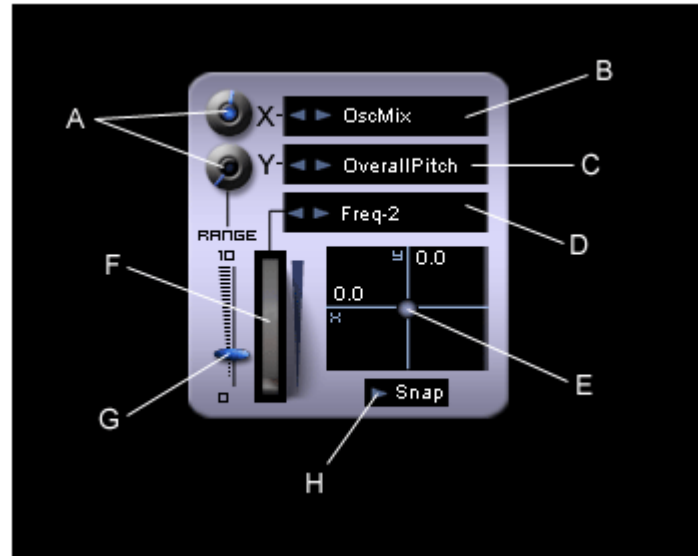 B
A
X
OscMix
Y
OverallPitch
C
Freq-2
D
RANGE
10
F
y 0.0
0.0
x
E
G
0
Snap
H